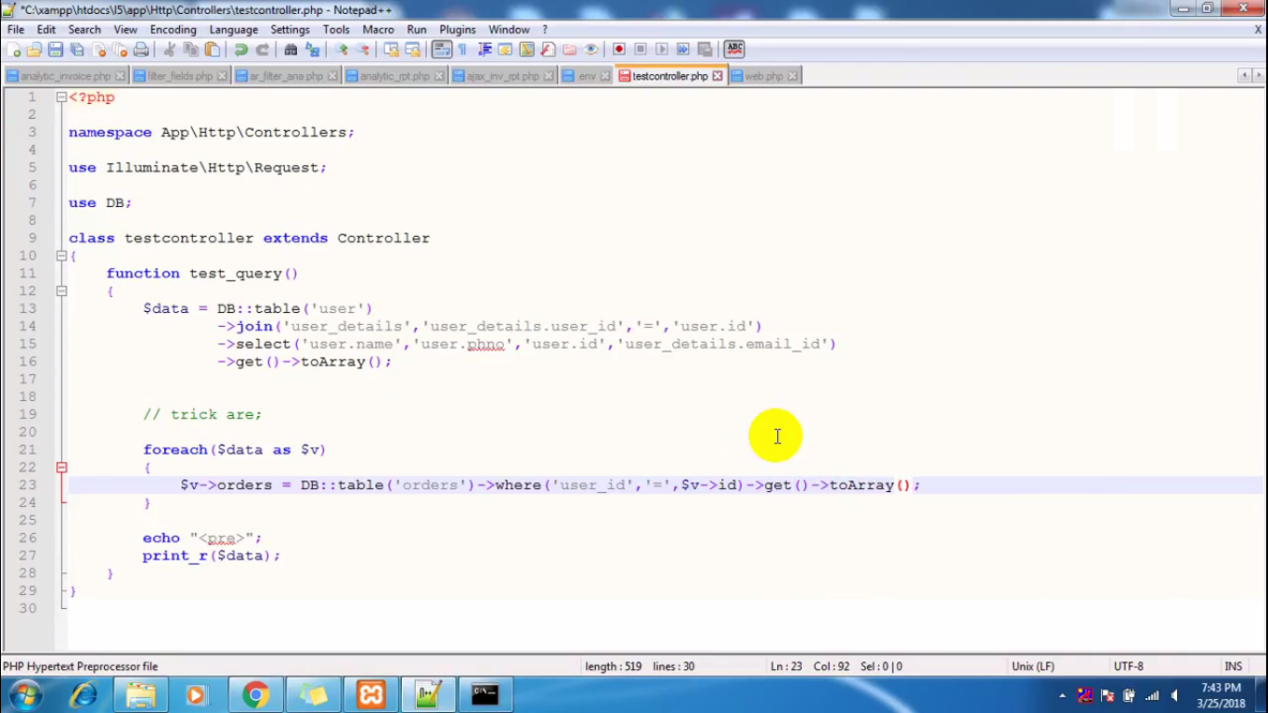 *C:\xampp\htdocs\l5\app\Http\Controllers\testcontroller.php - Notepad++
File Edit Search View Encoding Language Settings Tools Macro Run Plugins Window ? X
analytic_invoice.php filter_fields.php ar_filter_ana.php analytic_rpt.php ajax_inv_rpt.php env testcontroller.php web.php
1 <?php
2
3 namespace App\Http\Controllers;
4
5 use Illuminate\Http\Request;
6
7 use DB;
8
9 class testcontroller extends Controller
10 {
11 function test_query()
12 {
13 $data = DB::table('user')
14 ->join('user_details','user_details.user_id','=','user.id')
15 ->select('user.name','user.phno','user.id','user_details.email_id')
16 ->get()->toArray();
17
18
19 // trick are;
20
21 foreach($data as $v)
22 {
23 $v->orders = DB::table('orders')->where('user_id','=',$v->id)->get()->toArray();
24 }
25
26 echo "<pre>";
27 print_r($data);
28 }
29 }
30
PHP Hypertext Preprocessor file length : 519 lines : 30 Ln : 23 Col : 92 Sel : 0 | 0 Unix (LF) UTF-8 INS
7:43 PM
3/25/2018